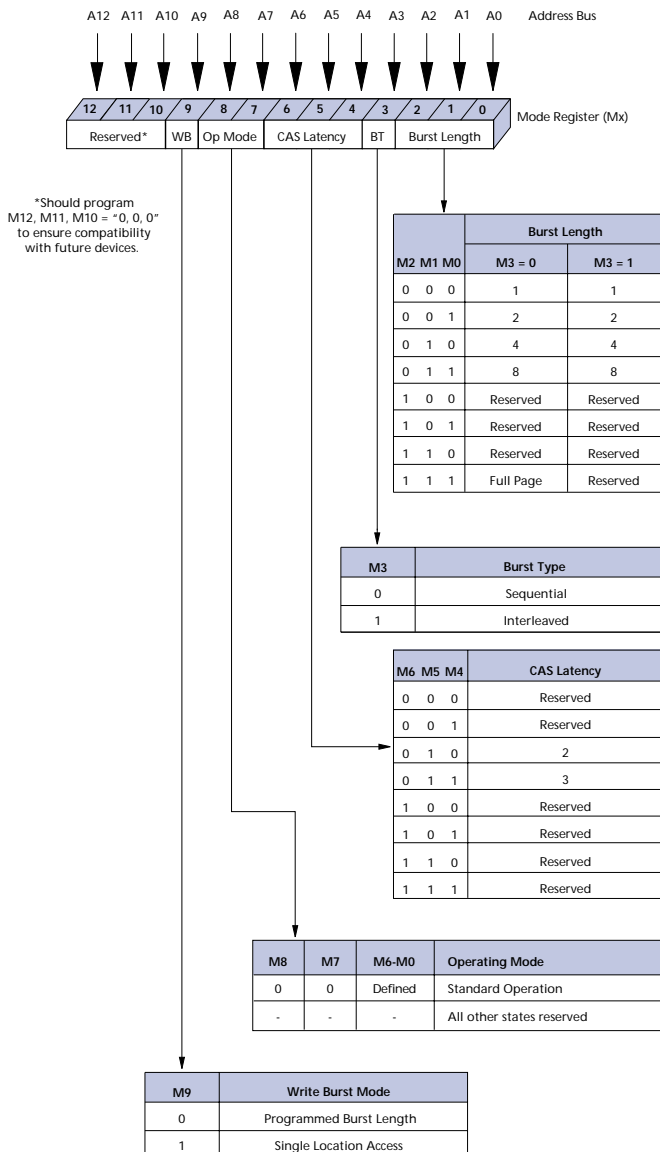 A12 A11 A10 A9 A8 A7 A6 A5 A4 A3 A2 A1 A0 Address Bus
12 11 10 9 8 7 6 5 4 3 2 1 0
Mode Register (Mx)
Reserved* WB Op Mode CAS Latency BT Burst Length
*Should program
M12, M11, M10 = “0, 0, 0”
to ensure compatibility
with future devices.
Burst Length
M2 M1 M0 M3 = 0 M3 = 1
0 0 0 1 1
0 0 1 2 2
0 1 0 4 4
0 1 1 8 8
1 0 0 Reserved Reserved
1 0 1 Reserved Reserved
1 1 0 Reserved Reserved
1 1 1 Full Page Reserved
M3 Burst Type
0 Sequential
1 Interleaved
M6 M5 M4 CAS Latency
0 0 0 Reserved
0 0 1 Reserved
0 1 0 2
0 1 1 3
1 0 0 Reserved
1 0 1 Reserved
1 1 0 Reserved
1 1 1 Reserved
M8 M7 M6-M0 Operating Mode
0 0 Defined Standard Operation
- - - All other states reserved
M9 Write Burst Mode
0 Programmed Burst Length
1 Single Location Access